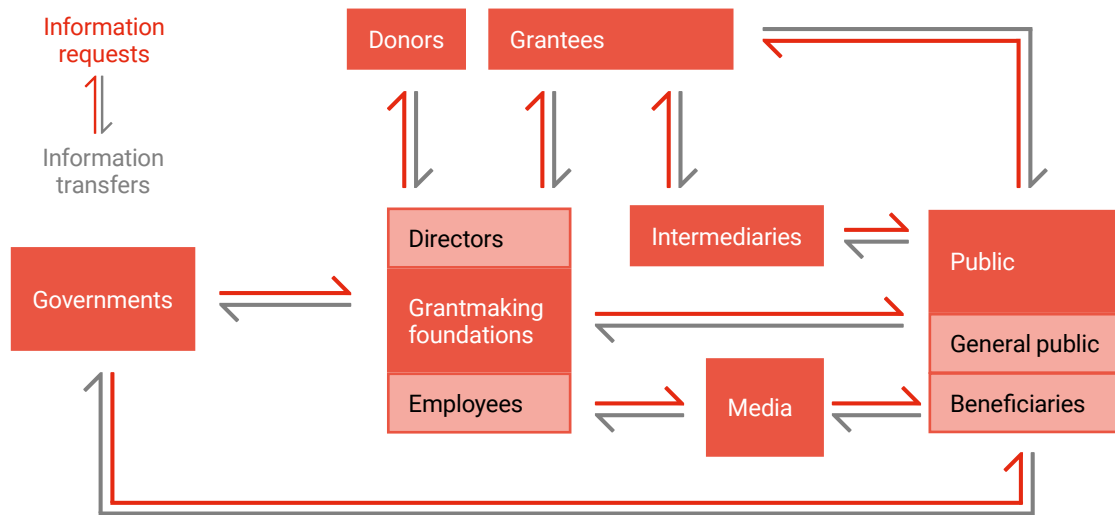 Information
requests
Information
transfers
Donors
Grantees
Directors
Intermediaries
Public
Governments
Grantmaking
foundations
General public
Employees
Media
Beneficiaries